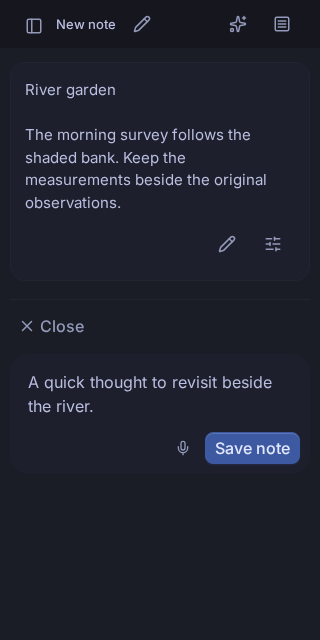 New note
River garden
The morning survey follows the
shaded bank. Keep the
measurements beside the original
observations.
Close
A quick thought to revisit beside
the river.
Save note